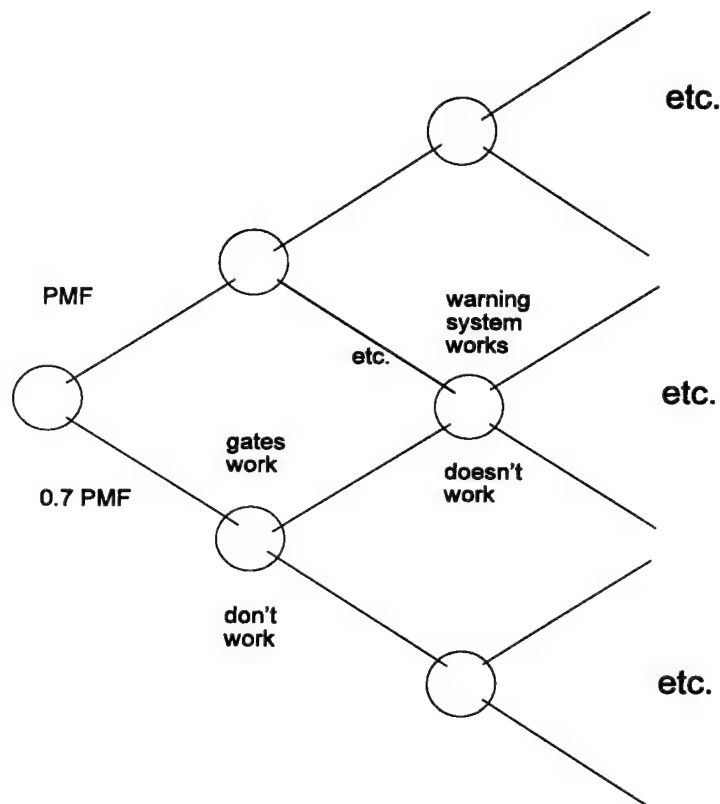 etc.
PMF
warning
system
works
etc.
etc.
gates
work
doesn't
work
0.7 PMF
don't
work
etc.